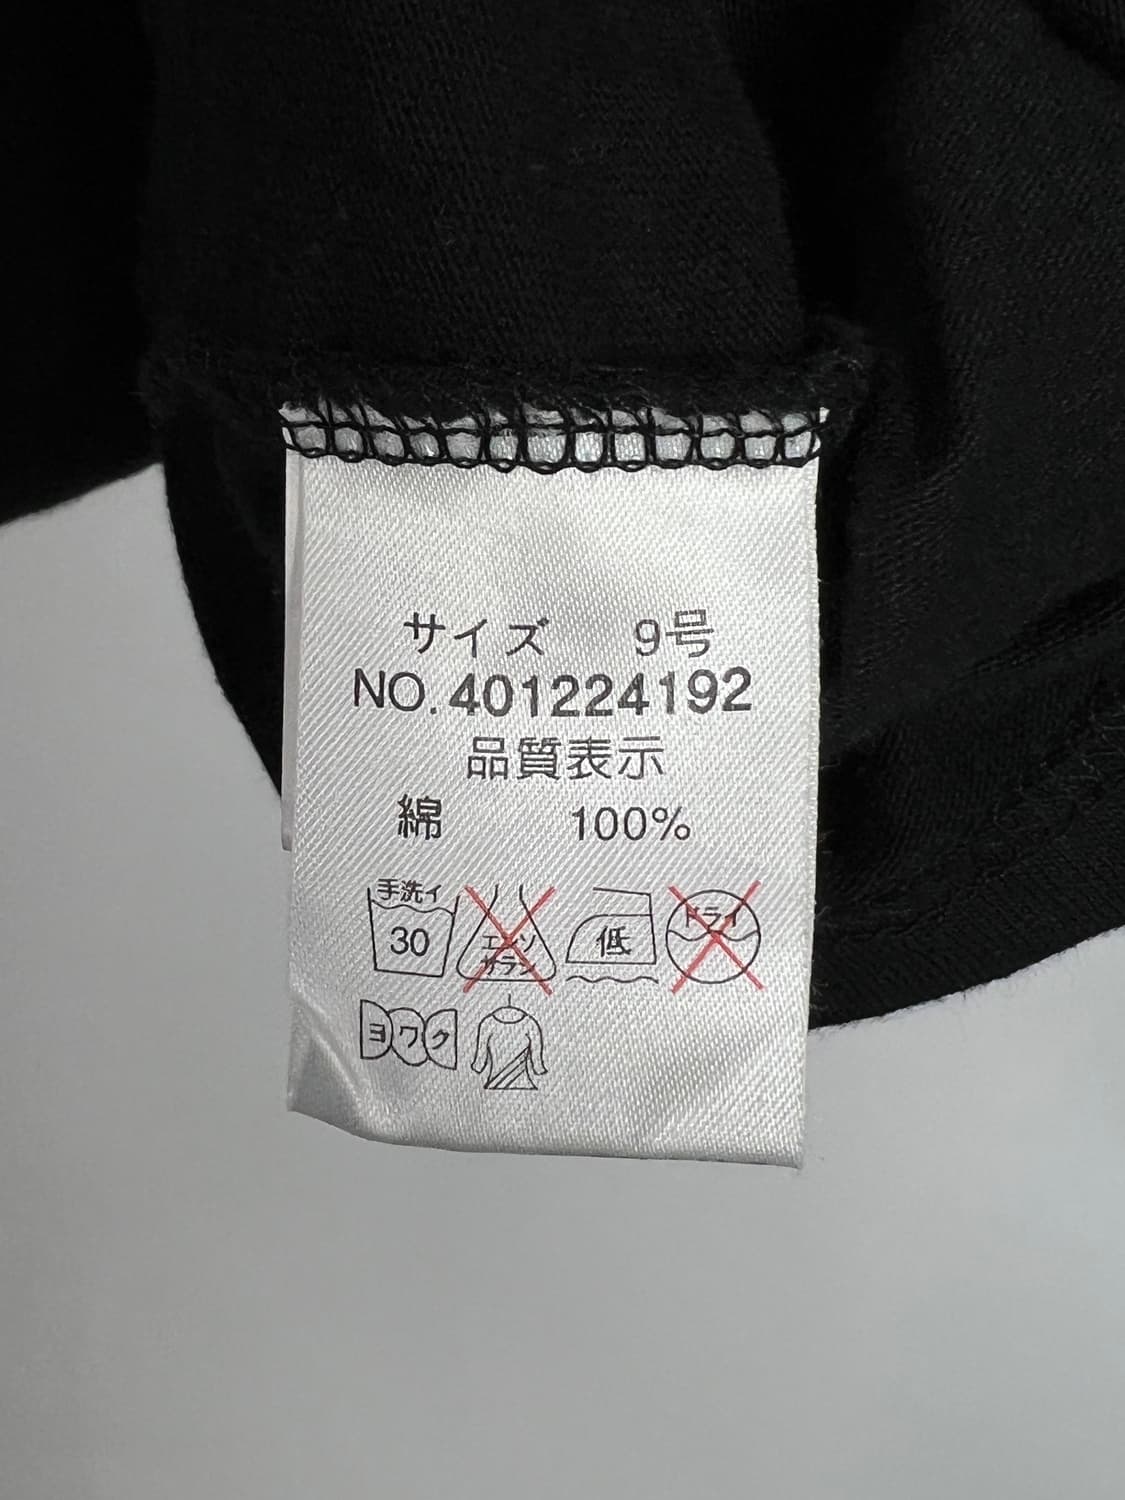 サイズ 9号
NO.401224192
品質表示
綿 100%
手洗イ 30 エンソ サラシ 低 ドライ
ヨワク